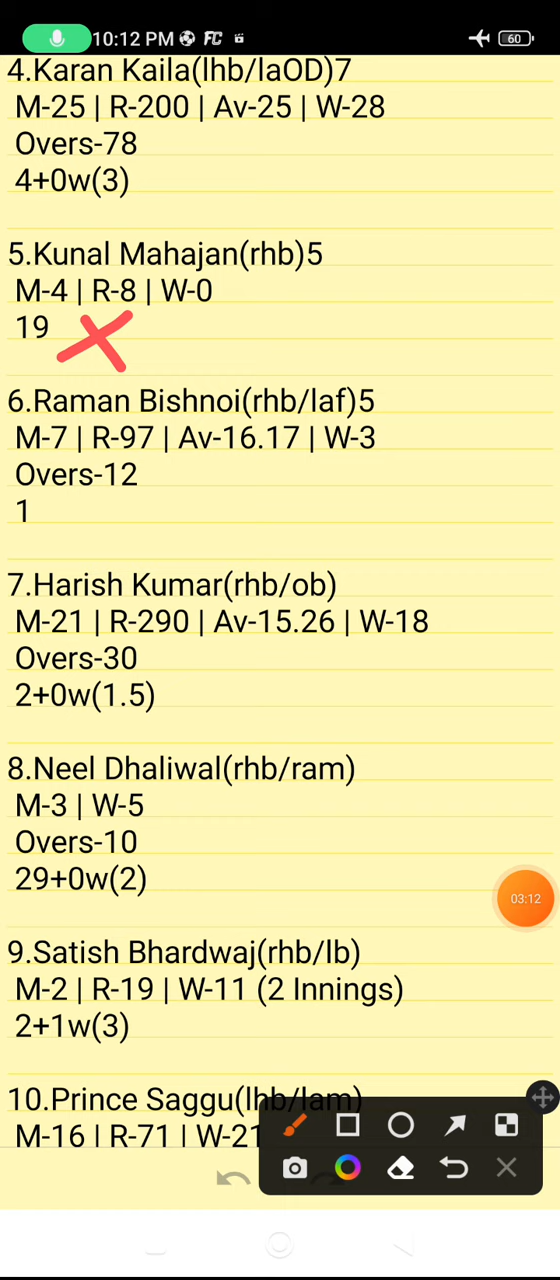 10:12 PM FC 60
4.Karan Kaila(lhb/laOD)7
M-25 | R-200 | Av-25 | W-28
Overs-78
4+0w(3)
5.Kunal Mahajan(rhb)5
M-4 | R-8 | W-0
19
6.Raman Bishnoi(rhb/laf)5
M-7 | R-97 | Av-16.17 | W-3
Overs-12
1
7.Harish Kumar(rhb/ob)
M-21 | R-290 | Av-15.26 | W-18
Overs-30
2+0w(1.5)
8.Neel Dhaliwal(rhb/ram)
M-3 | W-5
Overs-10
29+0w(2)
03:12
9.Satish Bhardwaj(rhb/lb)
M-2 | R-19 | W-11 (2 Innings)
2+1w(3)
10.Prince Saggu(lhb/lam)
M-16 | R-71 | W-21